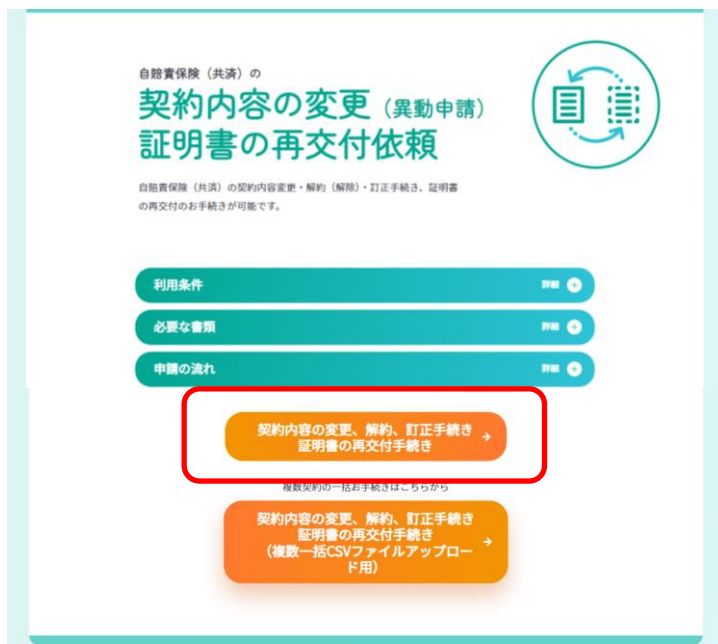 自賠責保険（共済）の
契約内容の変更（異動申請）
証明書の再交付依頼
自賠責保険（共済）の契約内容変更・解約（解除）・訂正手続き、証明書
の再交付のお手続きが可能です。
利用条件
詳細
必要な書類
詳細
申請の流れ
詳細
契約内容の変更、解約、訂正手続き
証明書の再交付手続き
複数契約の一括お手続きはこちらから
契約内容の変更、解約、訂正手続き
証明書の再交付手続き
（複数一括CSVファイルアップロー
ド用）